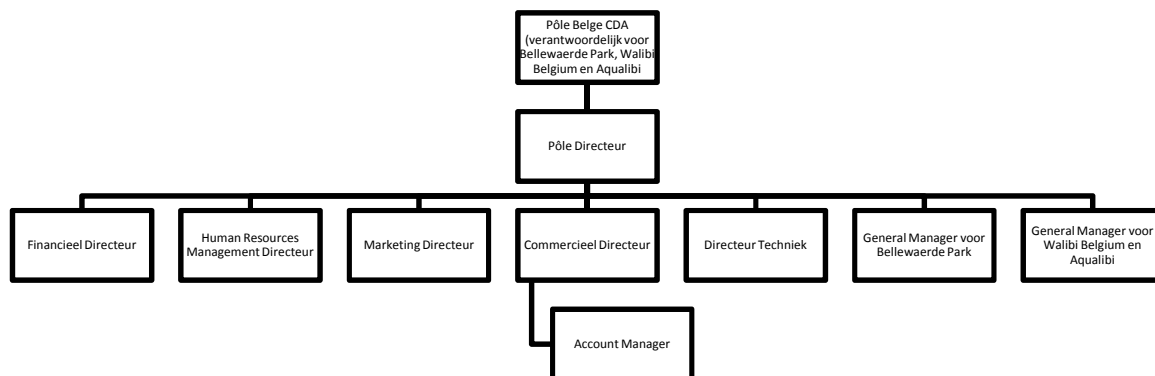 Pôle Belge CDA
(verantwoordelijk voor
Bellewaerde Park, Walibi
Belgium en Aqualibi
Pôle Directeur
Financieel Directeur
Human Resources
Management Directeur
Marketing Directeur
Commercieel Directeur
Directeur Techniek
General Manager voor
Bellewaerde Park
General Manager voor
Walibi Belgium en
Aqualibi
Account Manager